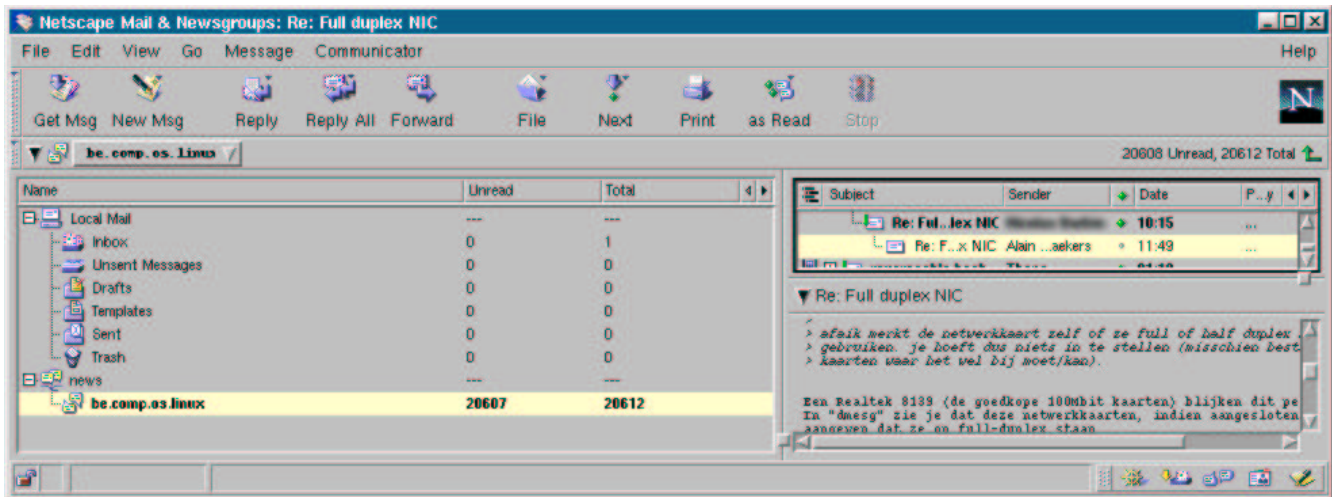 Netscape Mail & Newsgroups: Re: Full duplex NIC
File Edit View Go Message Communicator Help
Get Msg New Msg Reply Reply All Forward File Next Print as Read Stop
N
be.comp.os.linux
20608 Unread, 20612 Total
Name Unread Total
Local Mail --- ---
Inbox 0 1
Unsent Messages 0 0
Drafts 0 0
Templates 0 0
Sent 0 0
Trash 0 0
news --- ---
be.comp.os.linux 20607 20612
Subject Sender Date P...y
Re: Ful...lex NIC 10:15 ...
Re: F...x NIC Alain ...aekers 11:49 ...
Re: Full duplex NIC
> afaik merkt de netwerkkaart zelf of ze full of half duplex
> gebruiken. je hoeft dus niets in te stellen (misschien best
> kaarten waar het wel bij moet/kan).
Een Realtek 8139 (de goedkope 100Mbit kaarten) blijken dit pe
In "dmesg" zie je dat deze netwerkkaarten, indien aangesloten
aangeven dat ze op full-duplex staan